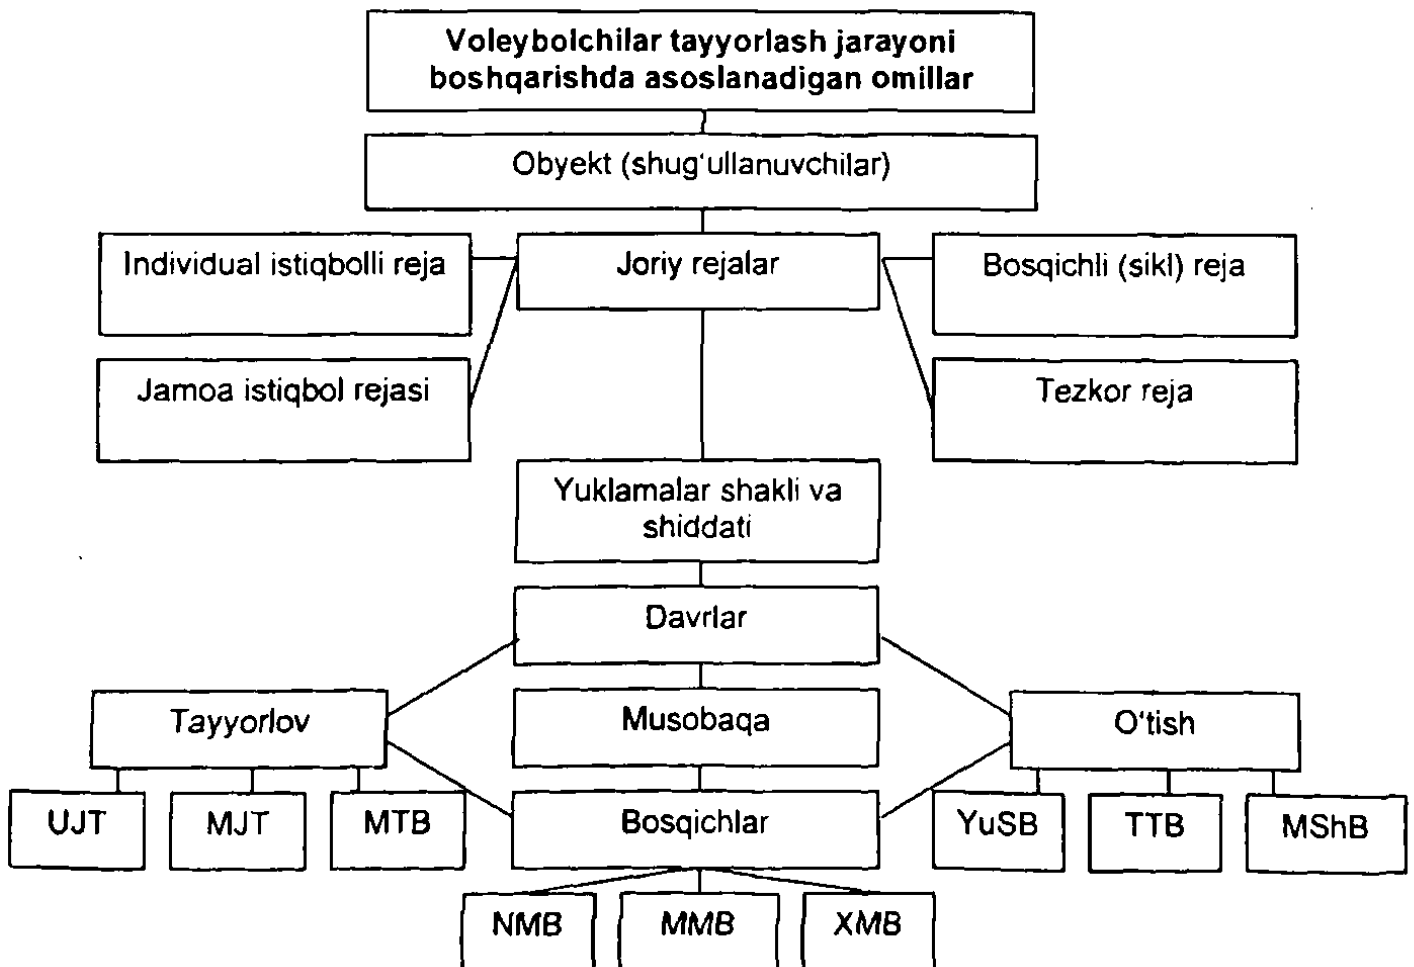 Voleybolchilar tayyorlash jarayoni
boshqarishda asoslanadigan omillar
Obyekt (shug‘ullanuvchilar)
Individual istiqbolli reja
Joriy rejalar
Bosqichli (sikl) reja
Jamoa istiqbol rejasi
Tezkor reja
Yuklamalar shakli va
shiddati
Davrlar
Tayyorlov
Musobaqa
O‘tish
UJT
MJT
MTB
Bosqichlar
YuSB
TTB
MShB
NMB
MMB
XMB